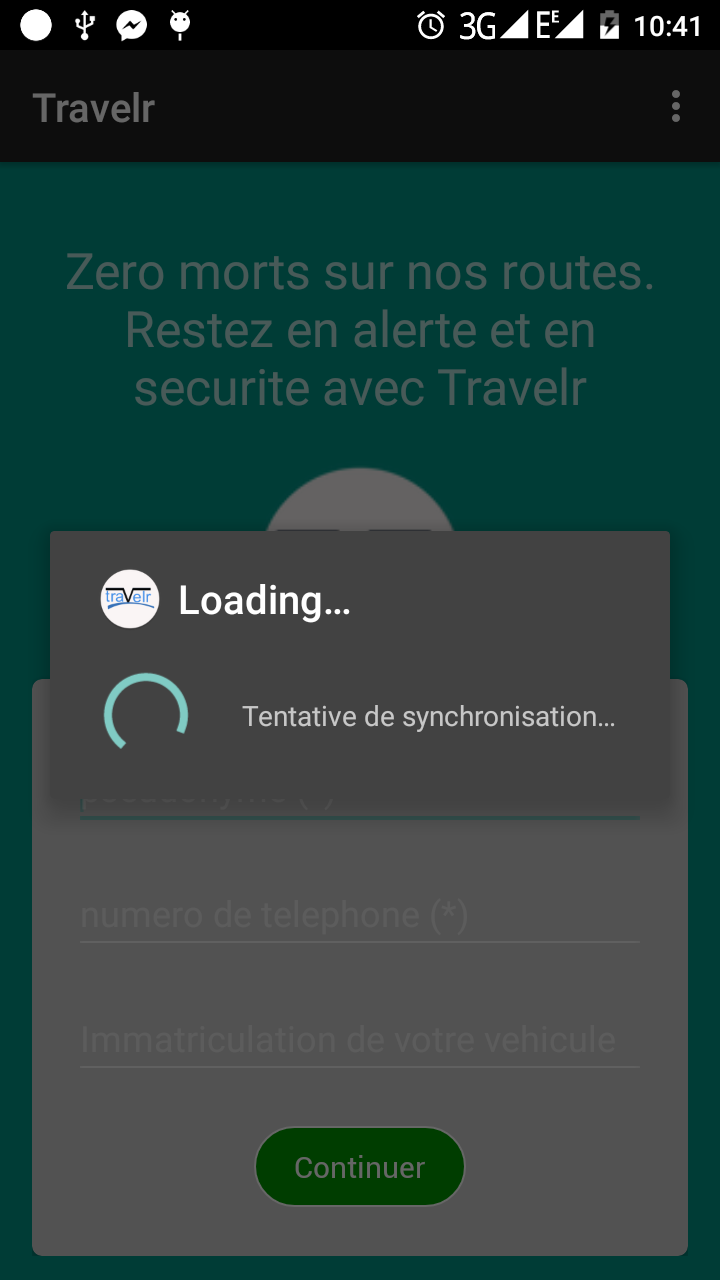 3G E E 10:41
Travelr
Zero morts sur nos routes.
Restez en alerte et en
securite avec Travelr
traVelr Loading...
Tentative de synchronisation...
numero de telephone (*)
Immatriculation de votre vehicule
Continuer